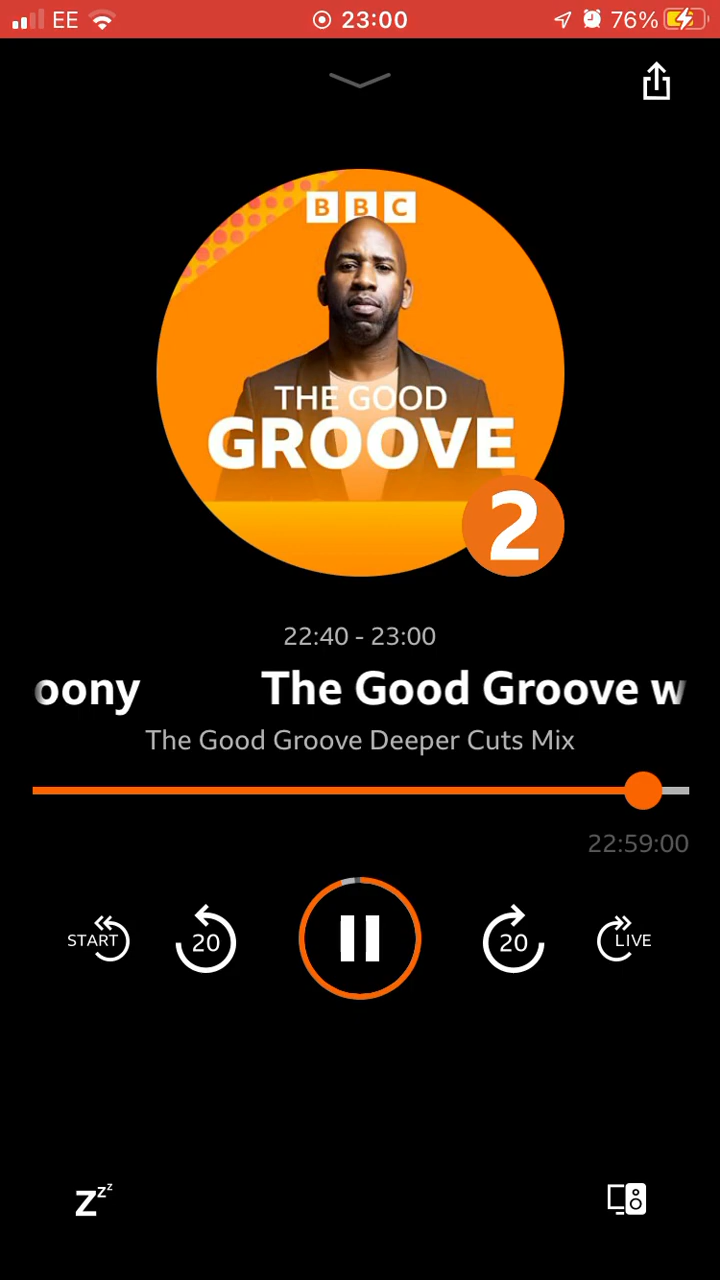 EE 23:00 76%
BBC
THE GOOD
GROOVE
2
22:40 - 23:00
oony The Good Groove w
The Good Groove Deeper Cuts Mix
22:59:00
START 20 20 LIVE
Zzz